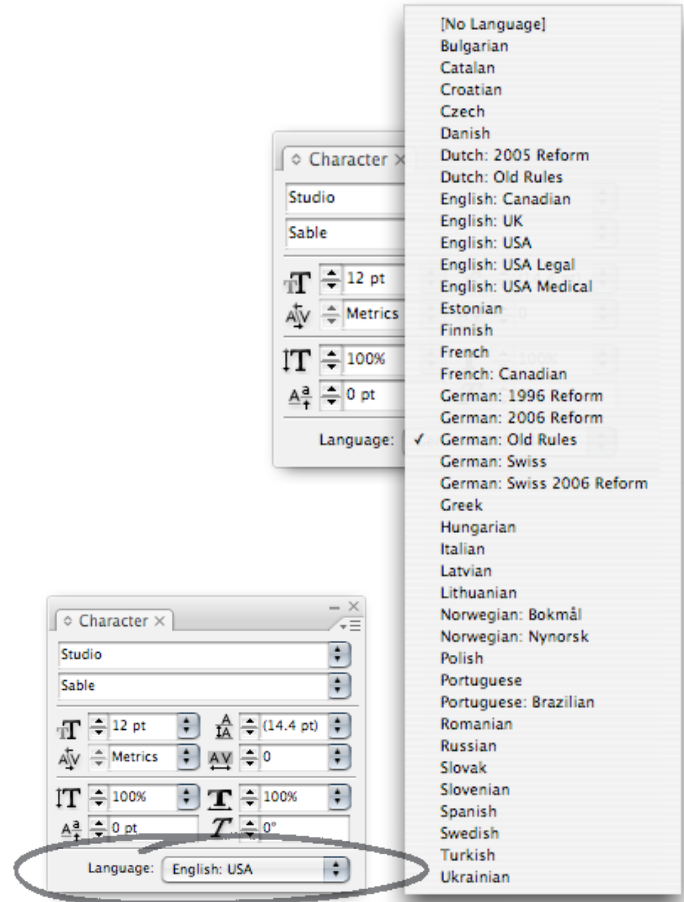 [No Language]
Bulgarian
Catalan
Croatian
Czech
Danish
Dutch: 2005 Reform
Dutch: Old Rules
English: Canadian
English: UK
English: USA
English: USA Legal
English: USA Medical
Estonian
Finnish
French
French: Canadian
German: 1996 Reform
German: 2006 Reform
✓ German: Old Rules
German: Swiss
German: Swiss 2006 Reform
Greek
Hungarian
Italian
Latvian
Lithuanian
Norwegian: Bokmål
Norwegian: Nynorsk
Polish
Portuguese
Portuguese: Brazilian
Romanian
Russian
Slovak
Slovenian
Spanish
Swedish
Turkish
Ukrainian
Character
Studio
Sable
12 pt
Metrics
100%
0 pt
Language:
Character
Studio
Sable
12 pt (14.4 pt)
Metrics 0
100% 100%
0 pt 0°
Language: English: USA